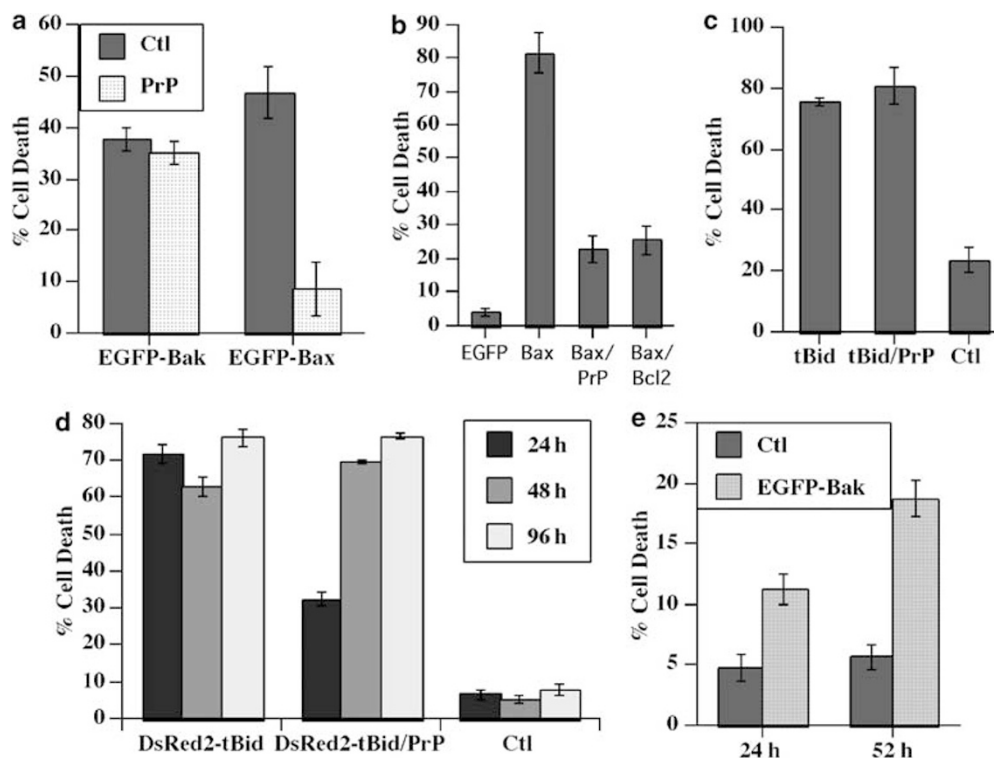 a
60
50
40
30
20
10
0
% Cell Death
Ctl
PrP
EGFP-Bak EGFP-Bax
b
90
80
70
60
50
40
30
20
10
0
% Cell Death
EGFP Bax Bax/ Bax/
PrP Bcl2
c
100
80
60
40
20
0
% Cell Death
tBid tBid/PrP Ctl
d
80
70
60
50
40
30
20
10
0
% Cell Death
24 h
48 h
96 h
DsRed2-tBid DsRed2-tBid/PrP Ctl
e
25
20
15
10
5
0
% Cell Death
Ctl
EGFP-Bak
24 h 52 h